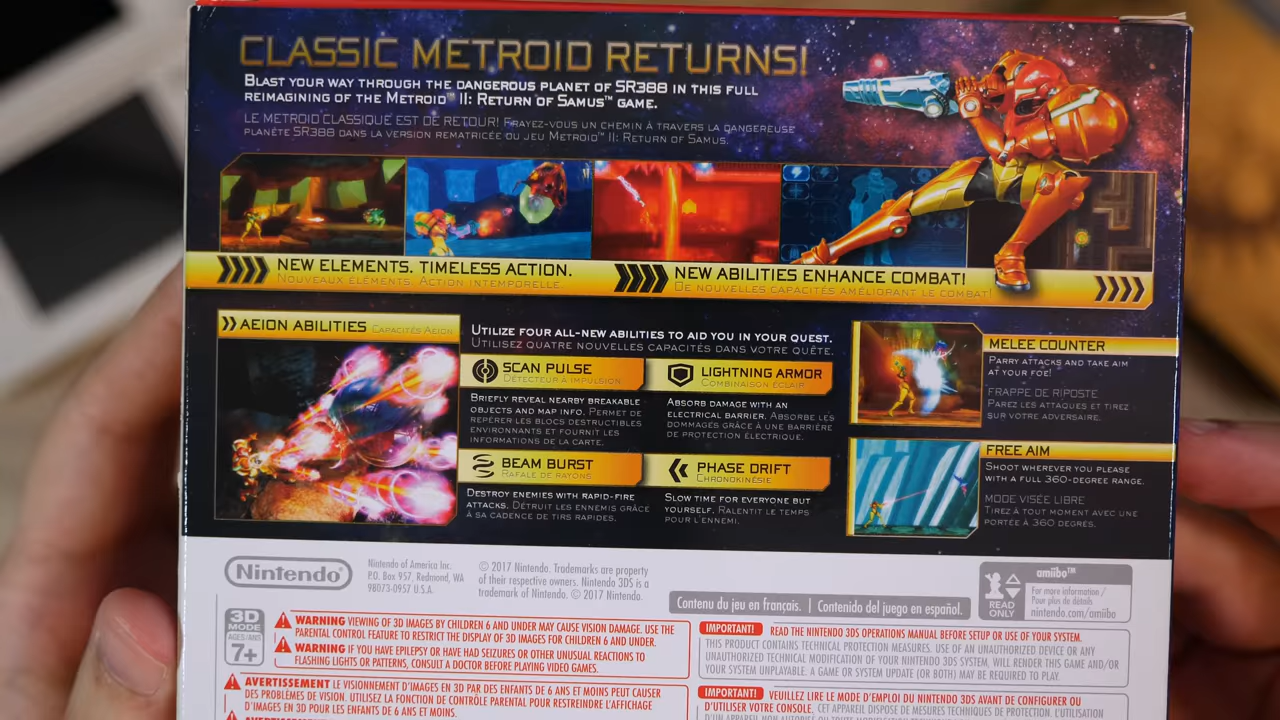 CLASSIC METROID RETURNS!
BLAST YOUR WAY THROUGH THE DANGEROUS PLANET OF SR388 IN THIS FULL
REIMAGINING OF THE METROID™ II: RETURN OF SAMUS™ GAME.
LE METROID CLASSIQUE EST DE RETOUR! FRAYEZ-VOUS UN CHEMIN À TRAVERS LA DANGEREUSE
PLANÈTE SR388 DANS LA VERSION REMATRICÉE DU JEU METROID™ II: RETURN OF SAMUS.
NEW ELEMENTS. TIMELESS ACTION.
NOUVEAUX ÉLÉMENTS. ACTION INTEMPORELLE.
NEW ABILITIES ENHANCE COMBAT!
DE NOUVELLES CAPACITÉS AMÉLIORANT LE COMBAT!
AEION ABILITIES CAPACITÉS AEION
UTILIZE FOUR ALL-NEW ABILITIES TO AID YOU IN YOUR QUEST.
UTILISEZ QUATRE NOUVELLES CAPACITÉS DANS VOTRE QUÊTE.
SCAN PULSE
DÉTECTEUR À IMPULSION
BRIEFLY REVEAL NEARBY BREAKABLE
OBJECTS AND MAP INFO. PERMET DE
REPÉRER LES BLOCS DESTRUCTIBLES
ENVIRONNANTS ET FOURNIT LES
INFORMATIONS DE LA CARTE.
LIGHTNING ARMOR
COMBINAISON ÉCLAIR
ABSORB DAMAGE WITH AN
ELECTRICAL BARRIER. ABSORBE LES
DOMMAGES GRÂCE À UNE BARRIÈRE
DE PROTECTION ÉLECTRIQUE.
BEAM BURST
RAFALE DE RAYONS
DESTROY ENEMIES WITH RAPID-FIRE
ATTACKS. DÉTRUIT LES ENNEMIS GRÂCE
À SA CADENCE DE TIRS RAPIDES.
PHASE DRIFT
CHRONOKINÉSIE
SLOW TIME FOR EVERYONE BUT
YOURSELF. RALENTIT LE TEMPS
POUR L'ENNEMI.
MELEE COUNTER
PARRY ATTACKS AND TAKE AIM
AT YOUR FOE!
FRAPPE DE RIPOSTE
PAREZ LES ATTAQUES ET TIREZ
SUR VOTRE ADVERSAIRE.
FREE AIM
SHOOT WHEREVER YOU PLEASE
WITH A FULL 360-DEGREE RANGE.
MODE VISÉE LIBRE
TIREZ À TOUT MOMENT AVEC UNE
PORTÉE À 360 DEGRÉS.
Nintendo®
Nintendo of America Inc.
P.O. Box 957, Redmond, WA
98073-0957 U.S.A.
© 2017 Nintendo. Trademarks are property
of their respective owners. Nintendo 3DS is a
trademark of Nintendo. © 2017 Nintendo.
Contenu du jeu en français. | Contenido del juego en español.
amiibo™
READ
ONLY
For more information /
Pour plus de détails
nintendo.com/amiibo
3D
MODE
AGES/ANS
7+
WARNING VIEWING OF 3D IMAGES BY CHILDREN 6 AND UNDER MAY CAUSE VISION DAMAGE. USE THE
PARENTAL CONTROL FEATURE TO RESTRICT THE DISPLAY OF 3D IMAGES FOR CHILDREN 6 AND UNDER.
WARNING IF YOU HAVE EPILEPSY OR HAVE HAD SEIZURES OR OTHER UNUSUAL REACTIONS TO
FLASHING LIGHTS OR PATTERNS, CONSULT A DOCTOR BEFORE PLAYING VIDEO GAMES.
AVERTISSEMENT LE VISIONNEMENT D'IMAGES EN 3D PAR DES ENFANTS DE 6 ANS ET MOINS PEUT CAUSER
DES PROBLÈMES DE VISION. UTILISEZ LA FONCTION DE CONTRÔLE PARENTAL POUR RESTREINDRE L'AFFICHAGE
D'IMAGES EN 3D POUR LES ENFANTS DE 6 ANS ET MOINS.
IMPORTANT! READ THE NINTENDO 3DS OPERATIONS MANUAL BEFORE SETUP OR USE OF YOUR SYSTEM.
THIS PRODUCT CONTAINS TECHNICAL PROTECTION MEASURES. USE OF AN UNAUTHORIZED DEVICE OR ANY
UNAUTHORIZED TECHNICAL MODIFICATION OF YOUR NINTENDO 3DS SYSTEM, WILL RENDER THIS GAME AND/OR
YOUR SYSTEM UNPLAYABLE. A GAME OR SYSTEM UPDATE (OR BOTH) MAY BE REQUIRED TO PLAY.
IMPORTANT! VEUILLEZ LIRE LE MODE D'EMPLOI DU NINTENDO 3DS AVANT DE CONFIGURER OU
D'UTILISER VOTRE CONSOLE. CET APPAREIL DISPOSE DE MESURES TECHNIQUES DE PROTECTION. L'UTILISATION